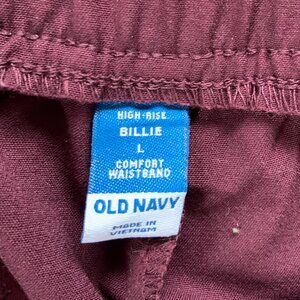 HIGH-RISE
BILLIE
L
COMFORT
WAISTBAND
OLD NAVY
MADE IN
VIETNAM